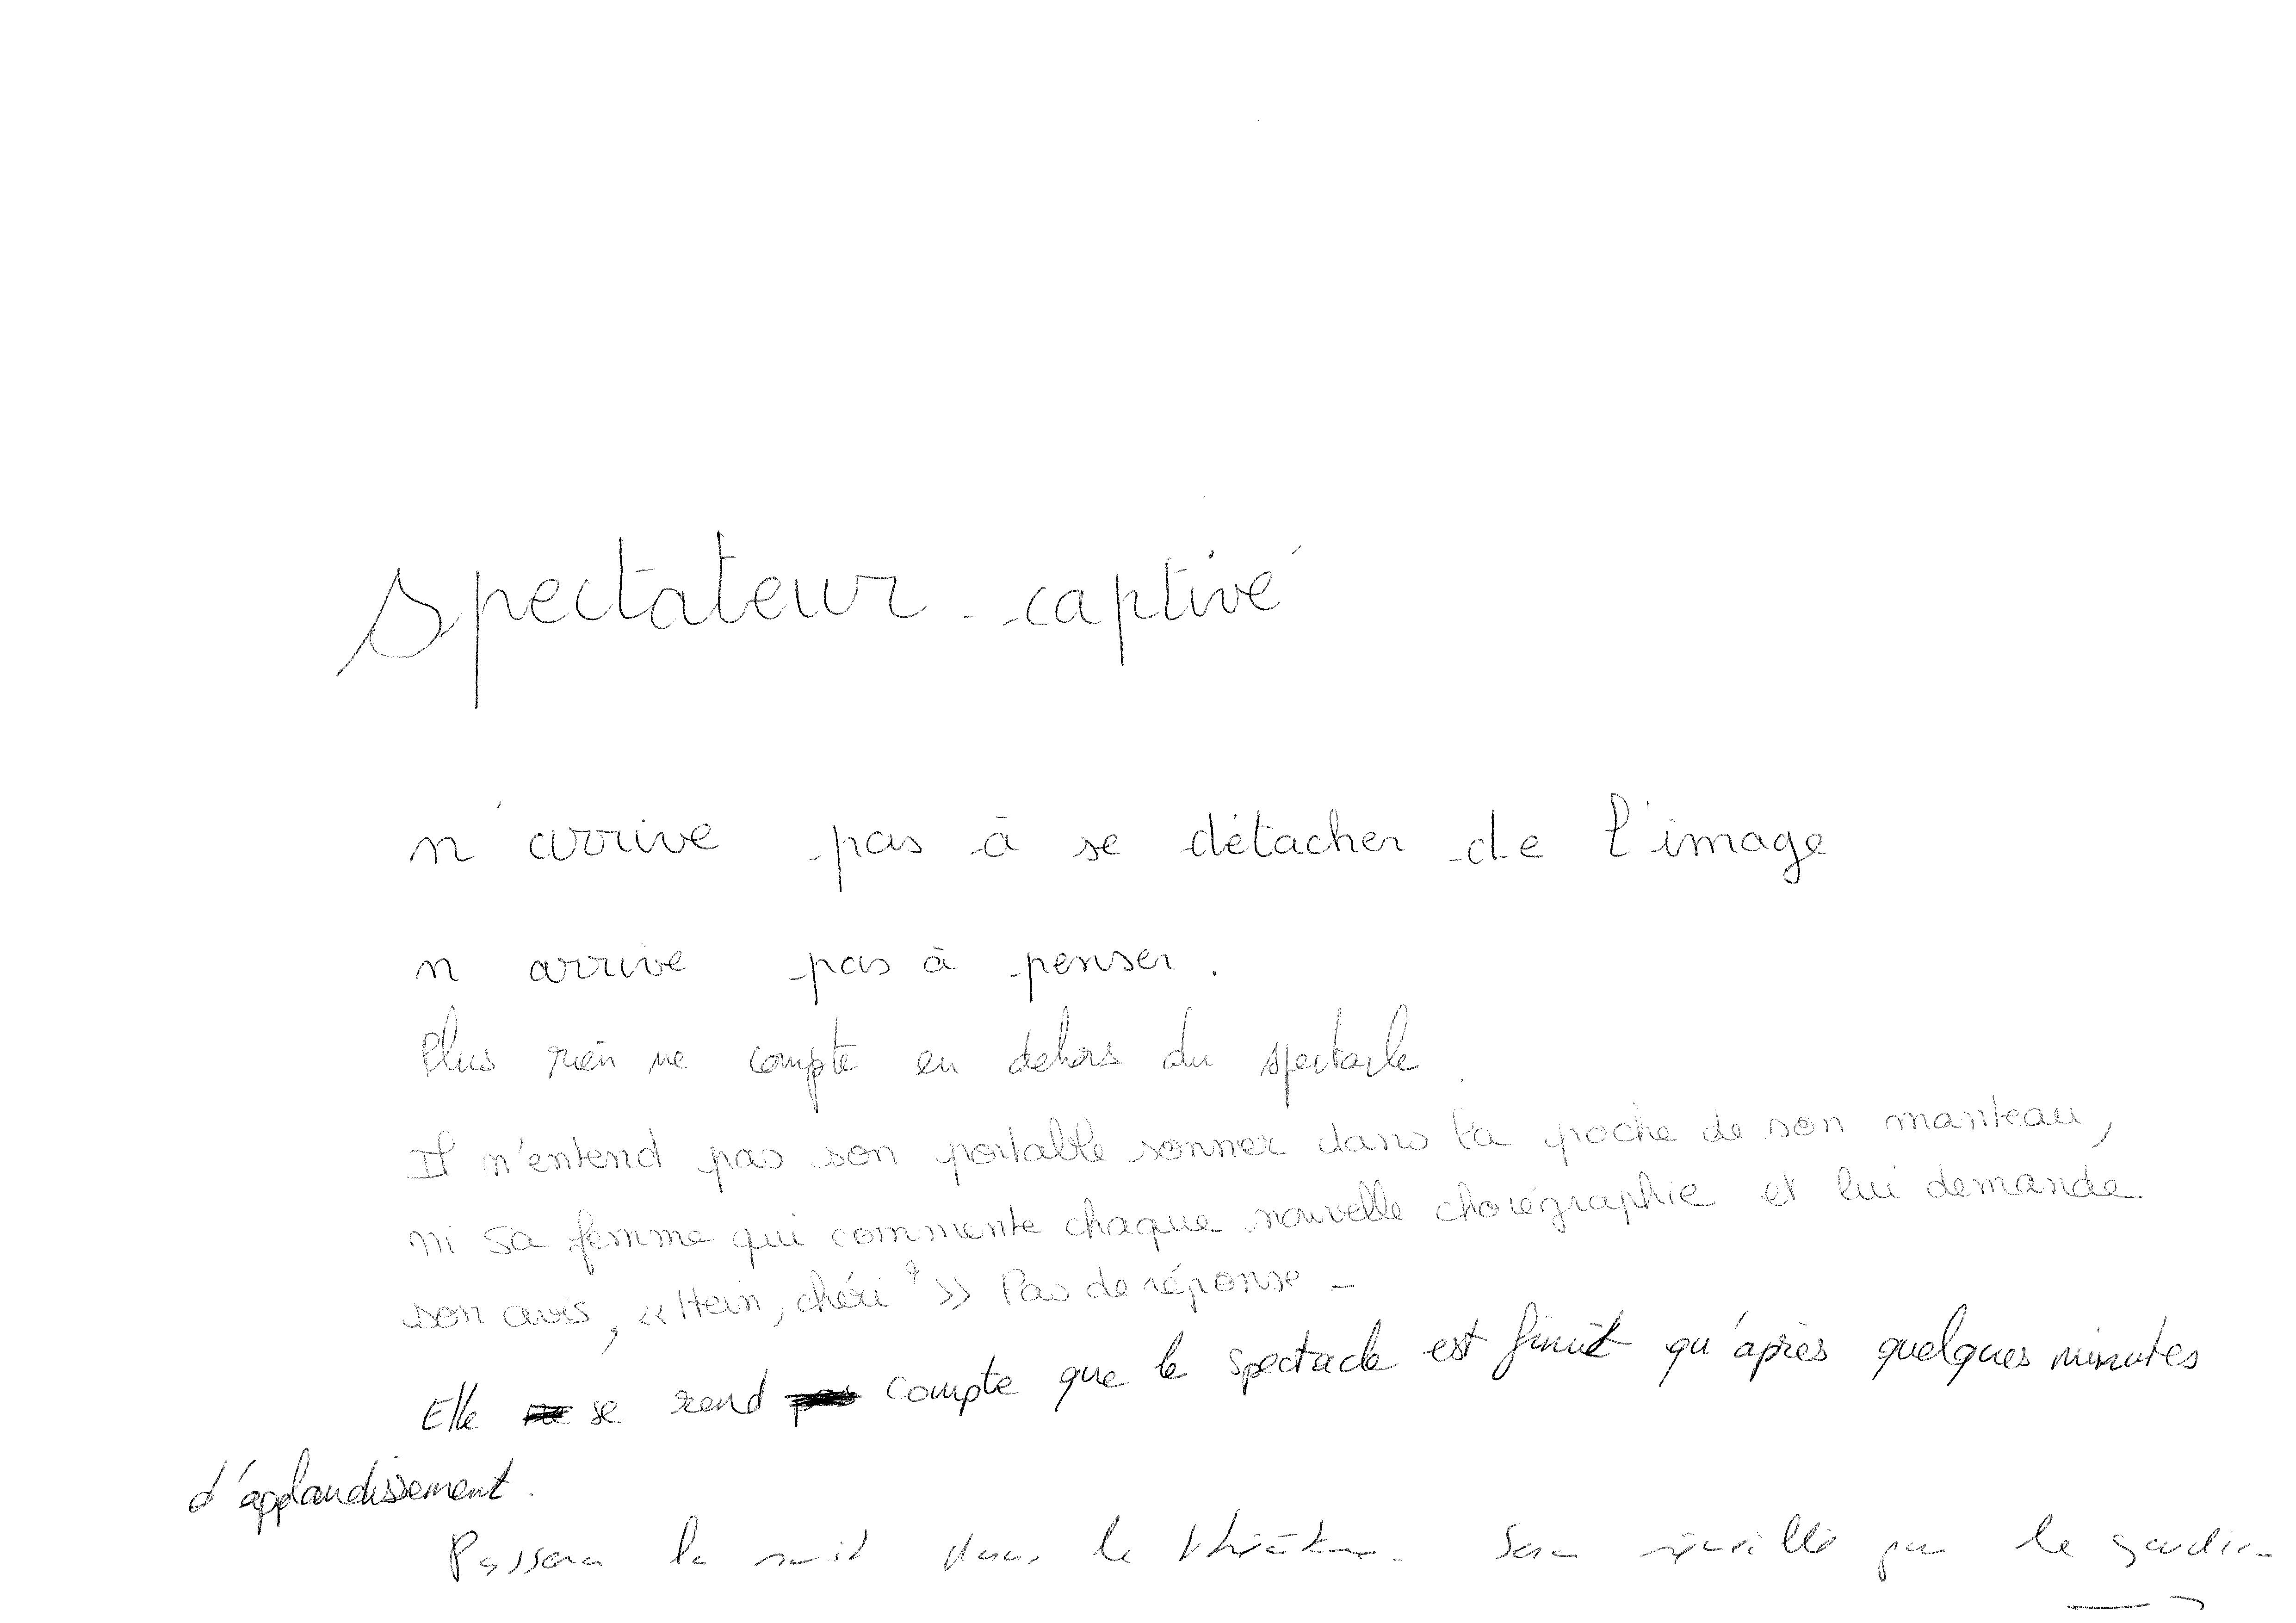 spectateur captivé
n'arrive pas à se détacher de l'image
n arrive pas à penser.
Plus rien ne compte en dehors du spectacle.
Il n'entend pas son portable sonner dans la poche de son manteau,
ni sa femme qui commente chaque nouvelle chorégraphie et lui demande
son avis, «Hein, chéri?» Pas de réponse -
Elle se rend compte que le spectacle est finit qu'après quelques minutes
d'applaudissement.
Passera la nuit dans le théâtre. Sera réveillé par le gardien